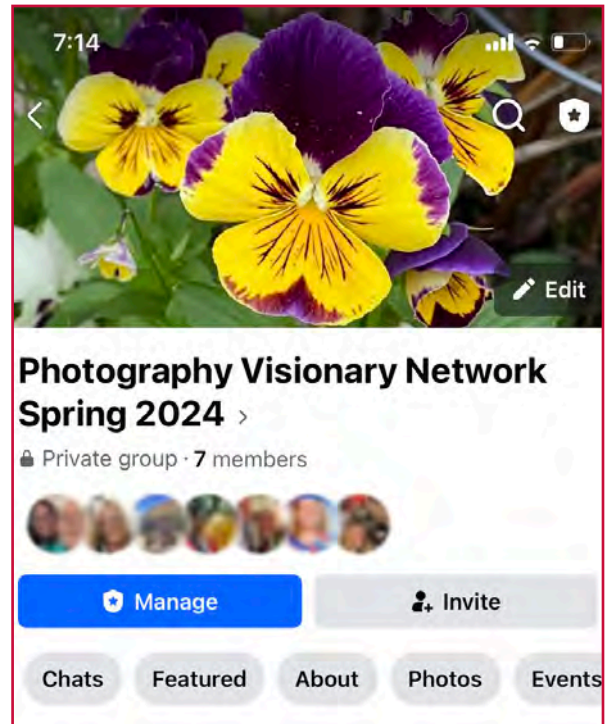 7:14
Edit
Photography Visionary Network
Spring 2024
Private group · 7 members
Manage Invite
Chats Featured About Photos Events